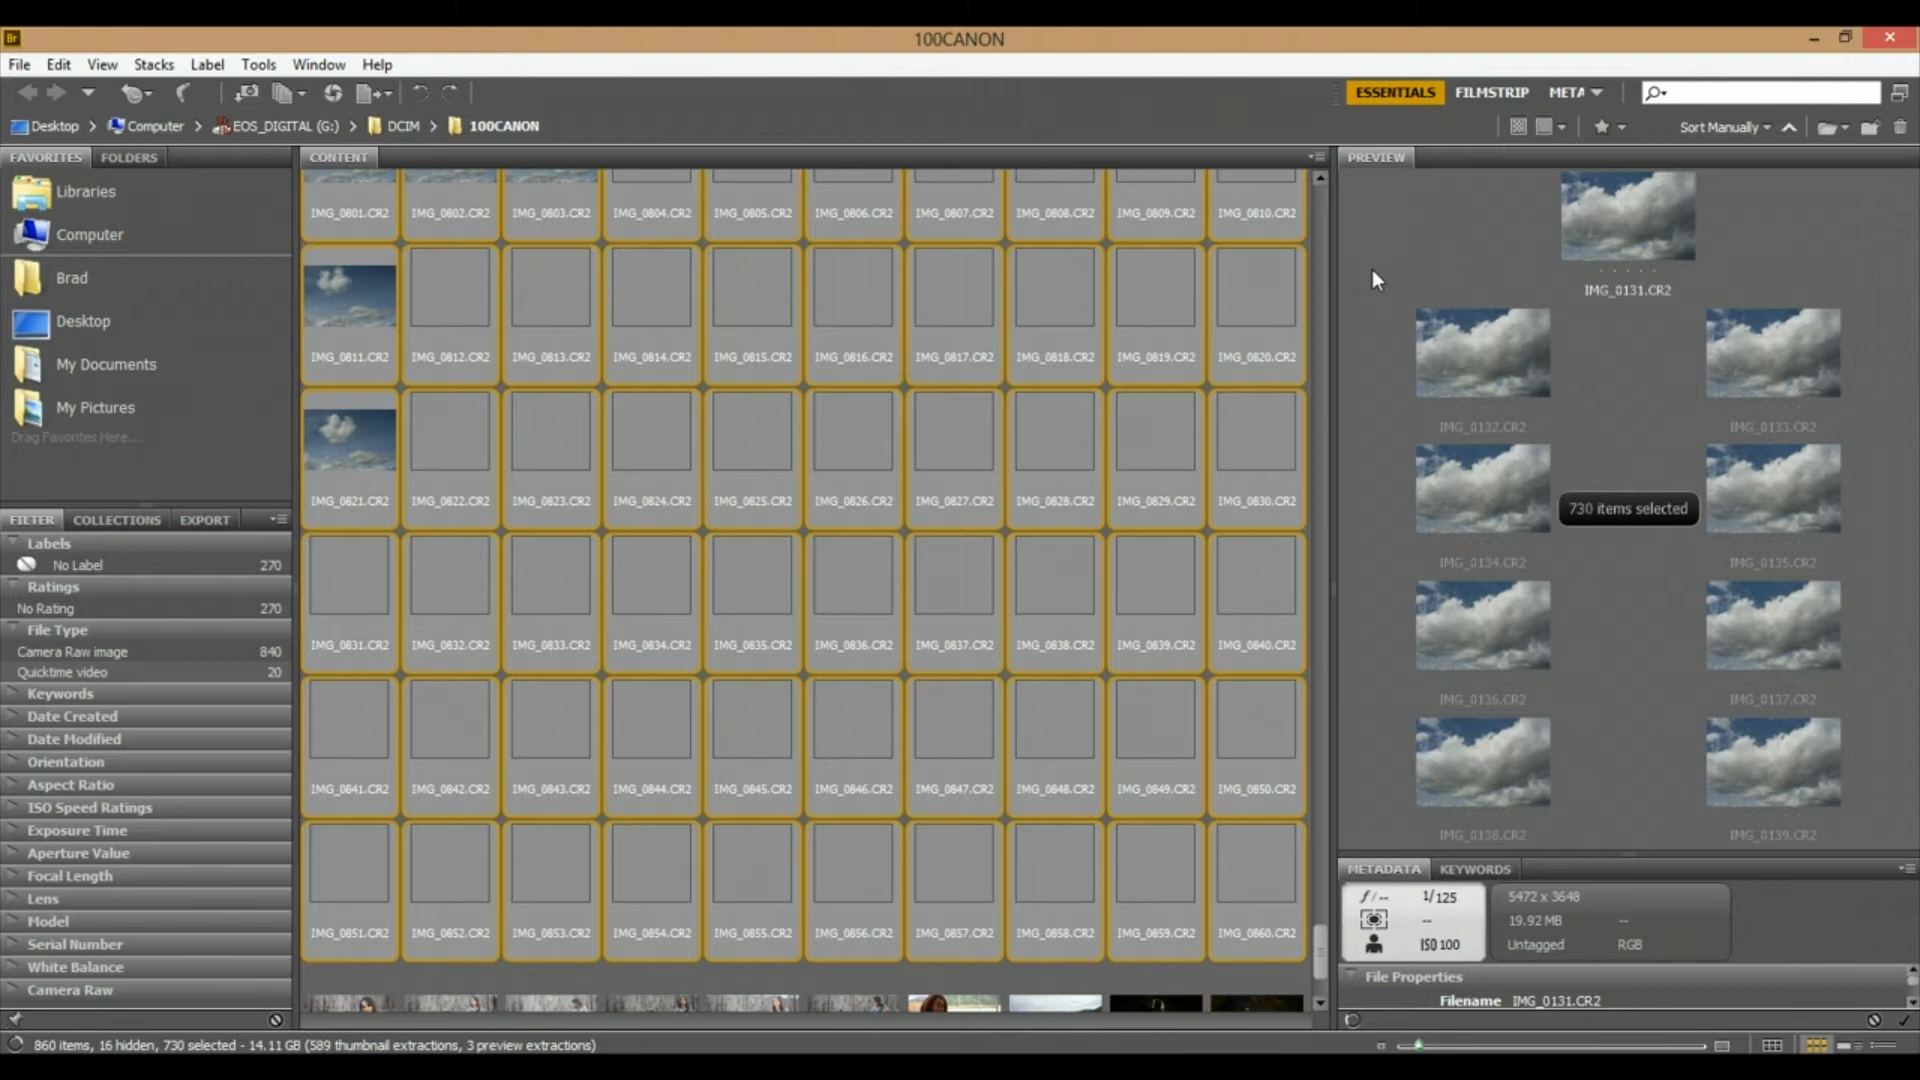 Br
100CANON
File Edit View Stacks Label Tools Window Help
ESSENTIALS FILMSTRIP META
Desktop Computer EOS_DIGITAL (G:) DCIM 100CANON
Sort Manually
FAVORITES FOLDERS
Libraries
Computer
Brad
Desktop
My Documents
My Pictures
Drag Favorites Here...
FILTER COLLECTIONS EXPORT
Labels
No Label 270
Ratings
No Rating 270
File Type
Camera Raw image 840
Quicktime video 20
Keywords
Date Created
Date Modified
Orientation
Aspect Ratio
ISO Speed Ratings
Exposure Time
Aperture Value
Focal Length
Lens
Model
Serial Number
White Balance
Camera Raw
CONTENT
IMG_0801.CR2 IMG_0802.CR2 IMG_0803.CR2 IMG_0804.CR2 IMG_0805.CR2 IMG_0806.CR2 IMG_0807.CR2 IMG_0808.CR2 IMG_0809.CR2 IMG_0810.CR2
IMG_0811.CR2 IMG_0812.CR2 IMG_0813.CR2 IMG_0814.CR2 IMG_0815.CR2 IMG_0816.CR2 IMG_0817.CR2 IMG_0818.CR2 IMG_0819.CR2 IMG_0820.CR2
IMG_0821.CR2 IMG_0822.CR2 IMG_0823.CR2 IMG_0824.CR2 IMG_0825.CR2 IMG_0826.CR2 IMG_0827.CR2 IMG_0828.CR2 IMG_0829.CR2 IMG_0830.CR2
IMG_0831.CR2 IMG_0832.CR2 IMG_0833.CR2 IMG_0834.CR2 IMG_0835.CR2 IMG_0836.CR2 IMG_0837.CR2 IMG_0838.CR2 IMG_0839.CR2 IMG_0840.CR2
IMG_0841.CR2 IMG_0842.CR2 IMG_0843.CR2 IMG_0844.CR2 IMG_0845.CR2 IMG_0846.CR2 IMG_0847.CR2 IMG_0848.CR2 IMG_0849.CR2 IMG_0850.CR2
IMG_0851.CR2 IMG_0852.CR2 IMG_0853.CR2 IMG_0854.CR2 IMG_0855.CR2 IMG_0856.CR2 IMG_0857.CR2 IMG_0858.CR2 IMG_0859.CR2 IMG_0860.CR2
PREVIEW
IMG_0131.CR2
IMG_0132.CR2 IMG_0133.CR2
730 items selected
IMG_0134.CR2 IMG_0135.CR2
IMG_0136.CR2 IMG_0137.CR2
IMG_0138.CR2 IMG_0139.CR2
METADATA KEYWORDS
f/-- 1/125 5472 x 3648
-- 19.92 MB --
ISO 100 Untagged RGB
File Properties
Filename IMG_0131.CR2
860 items, 16 hidden, 730 selected - 14.11 GB (589 thumbnail extractions, 3 preview extractions)